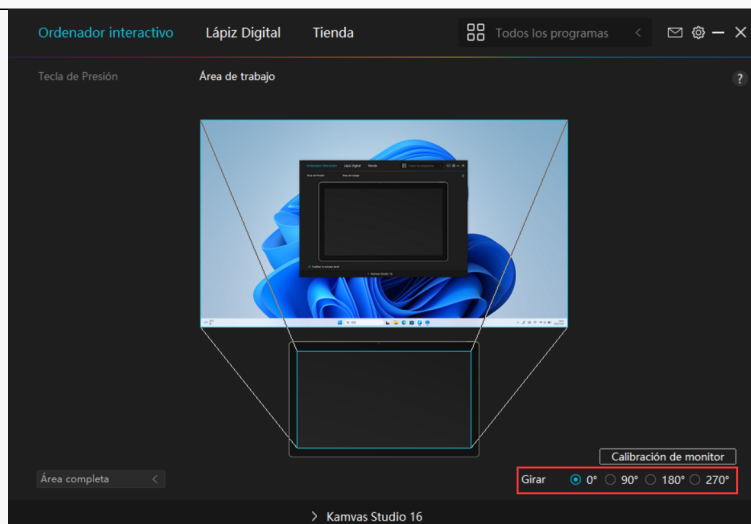 Ordenador interactivo Lápiz Digital Tienda Todos los programas
Tecla de Presión Área de trabajo ?
Calibración de monitor
Área completa Girar 0° 90° 180° 270°
Kamvas Studio 16